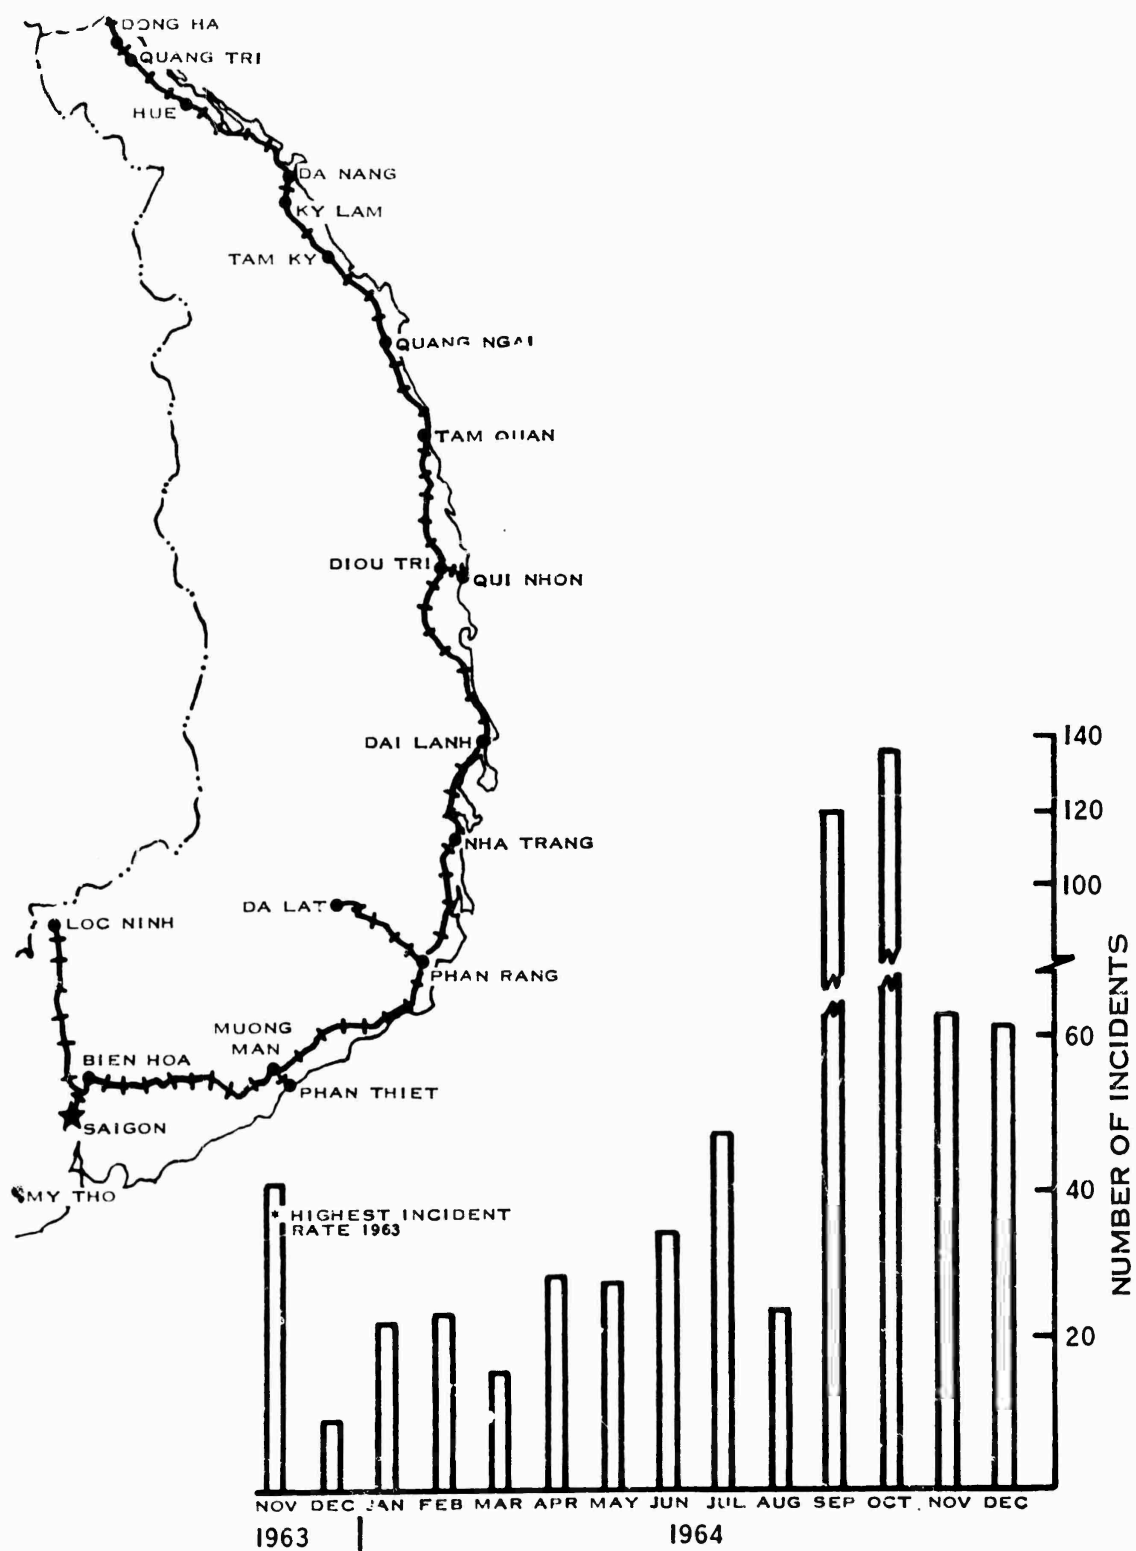 DONG HA
QUANG TRI
HUE
DA NANG
KY LAM
TAM KY
QUANG NGAI
TAM QUAN
DIOU TRI
QUI NHON
DAI LANH
NHA TRANG
DA LAT
LOC NINH
PHAN RANG
MUONG
MAN
BIEN HOA
PHAN THIET
SAIGON
MY THO
* HIGHEST INCIDENT
RATE 1963
140
120
100
60
40
20
NUMBER OF INCIDENTS
NOV DEC JAN FEB MAR APR MAY JUN JUL AUG SEP OCT NOV DEC
1963 1964